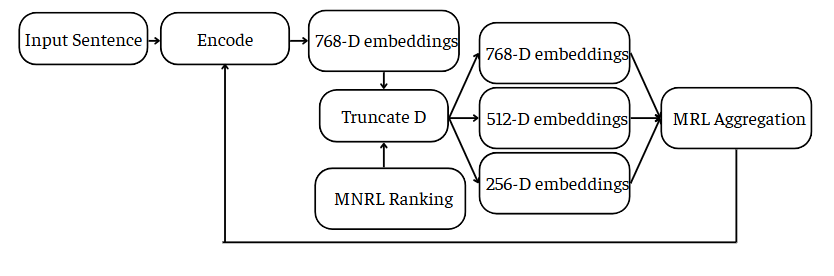 Input Sentence
Encode
768-D embeddings
Truncate D
MNRL Ranking
768-D embeddings
512-D embeddings
256-D embeddings
MRL Aggregation